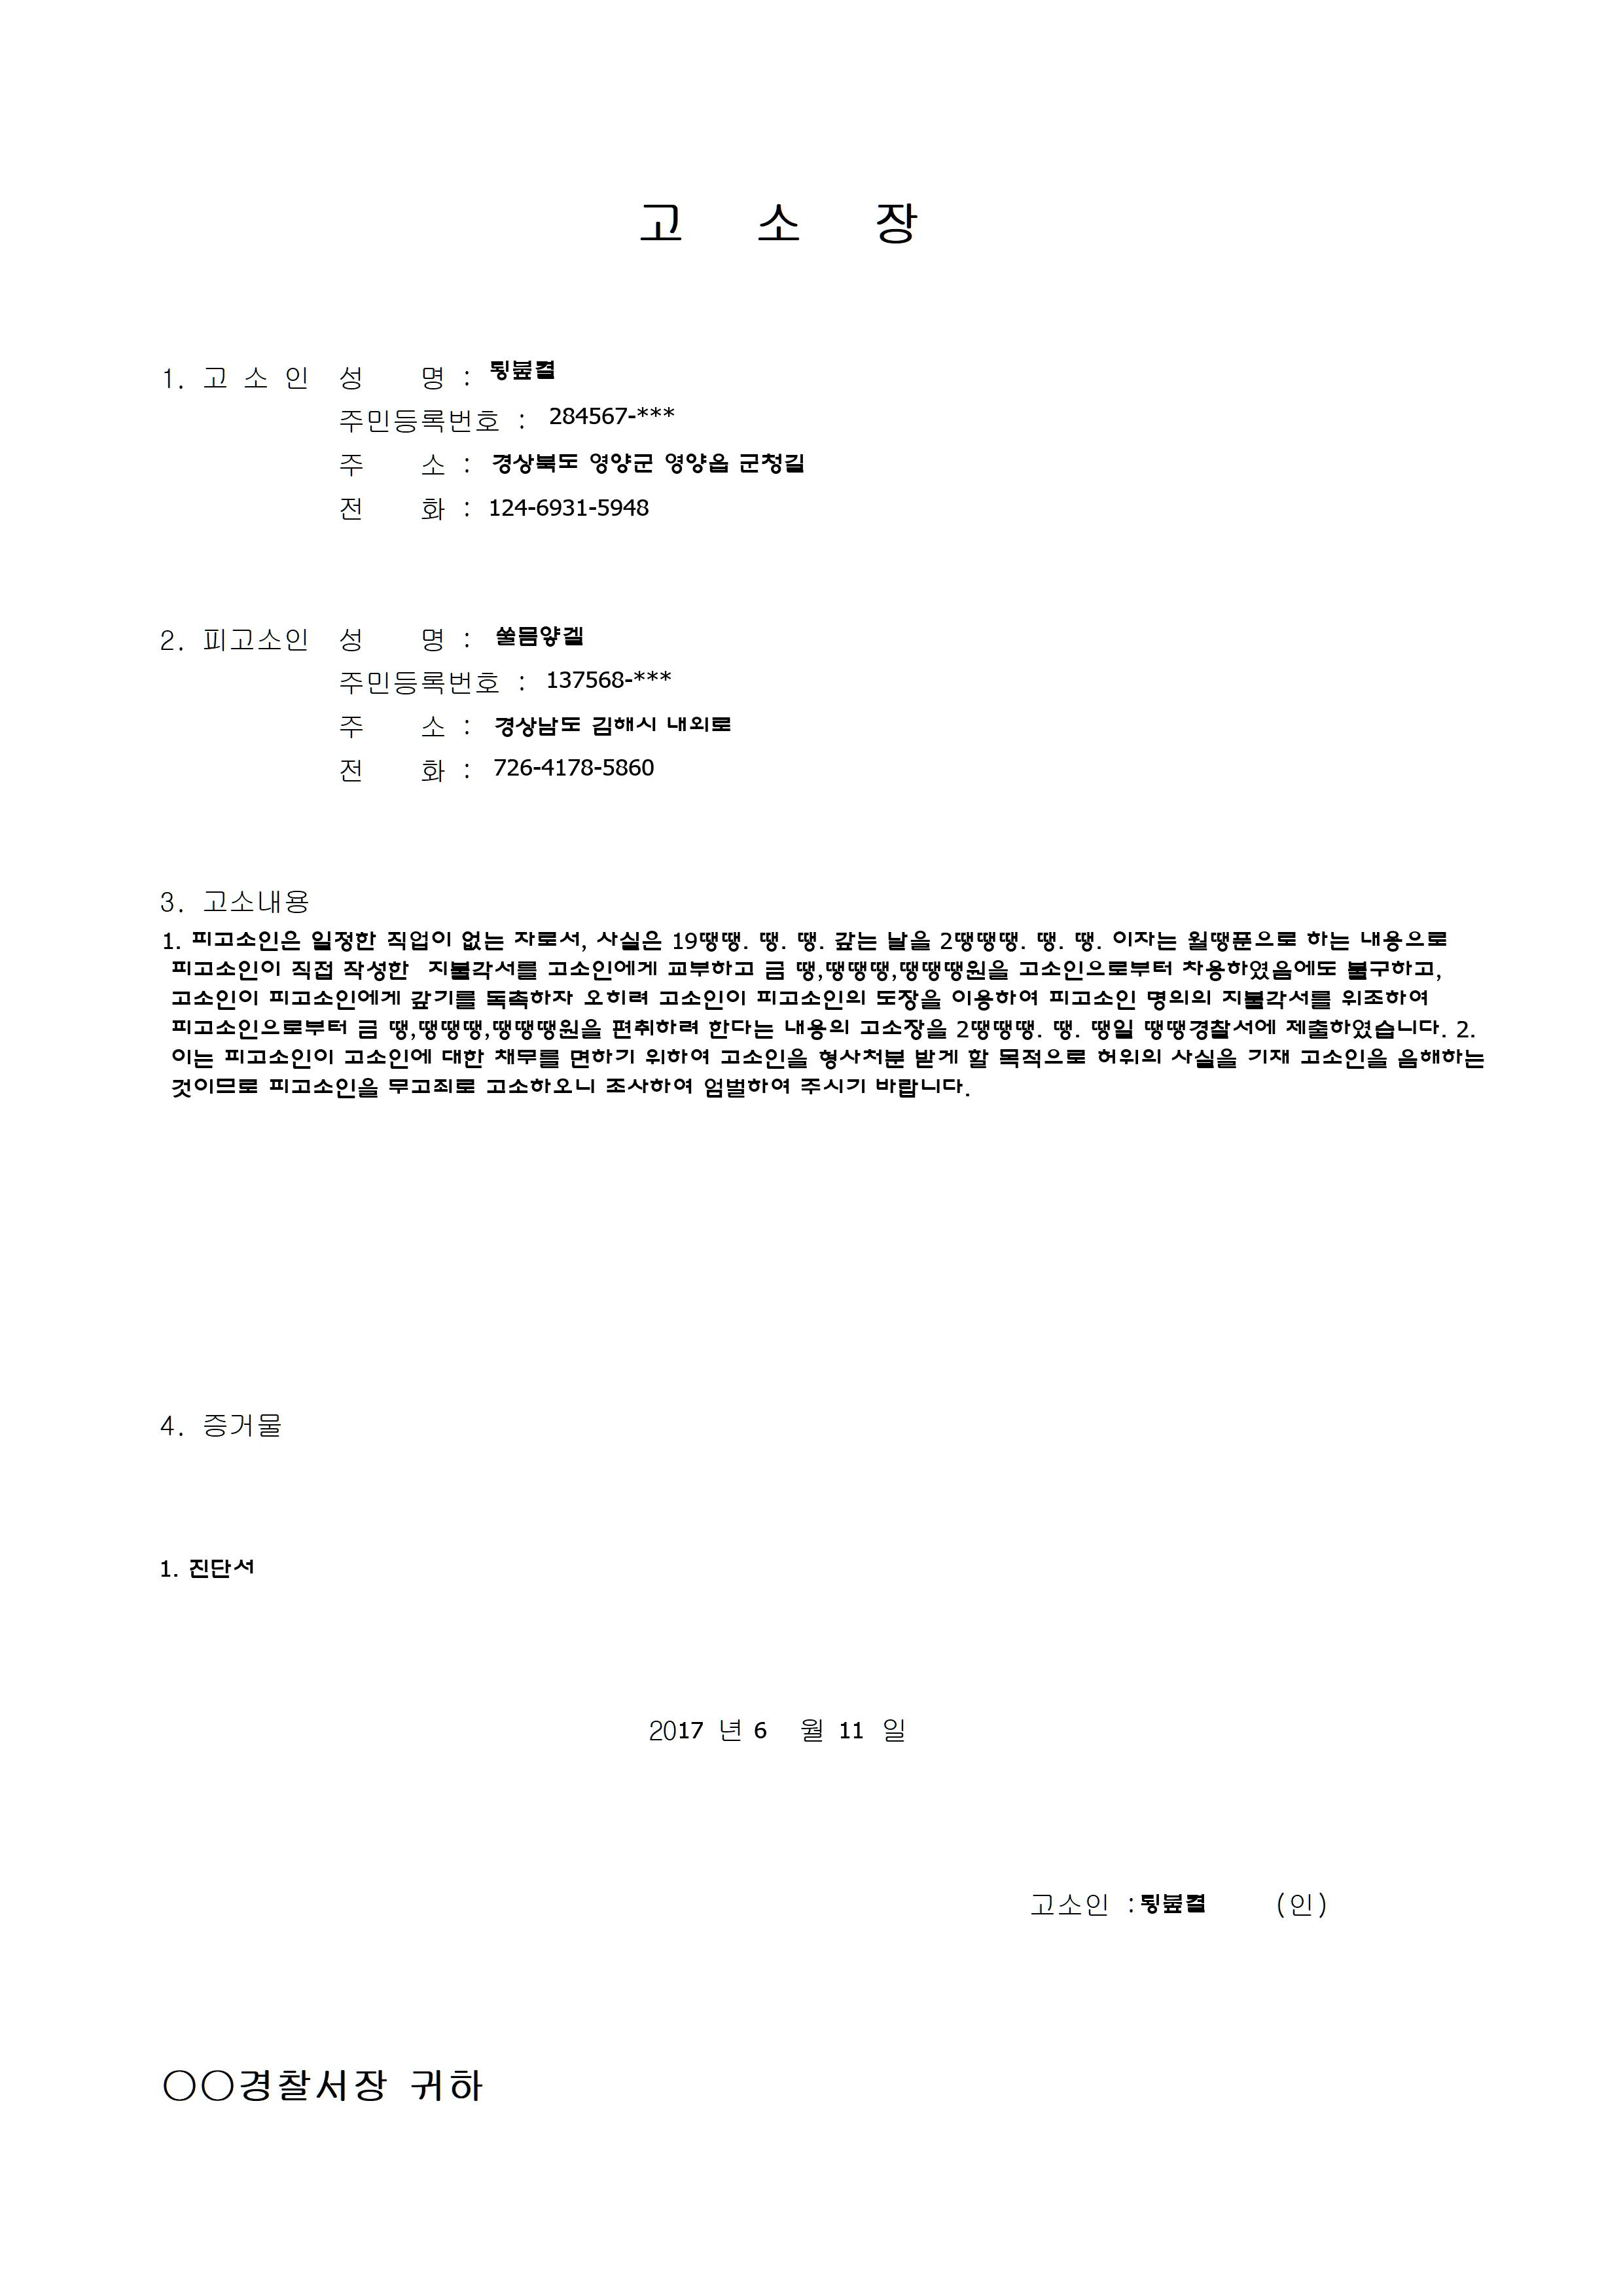 고 소 장
1. 고 소 인 성 명 :
주민등록번호 : 284567-***
주 소 : 경상북도 영양군 영양읍 군청길
전 화 : 124-6931-5948
2. 피고소인 성 명 :
주민등록번호 : 137568-***
주 소 : 경상남도 김해시 내외로
전 화 : 726-4178-5860
3. 고소내용
1. 피고소인은 일정한 직업이 없는 자로서, 사실은 19땡땡. 땡. 땡. 갚는 날을 2땡땡땡. 땡. 땡. 이자는 월땡푼으로 하는 내용으로
피고소인이 직접 작성한 지불각서를 고소인에게 교부하고 금 땡,땡땡땡,땡땡땡원을 고소인으로부터 차용하였음에도 불구하고,
고소인이 피고소인에게 갚기를 독촉하자 오히려 고소인이 피고소인의 도장을 이용하여 피고소인 명의의 지불각서를 위조하여
피고소인으로부터 금 땡,땡땡땡,땡땡땡원을 편취하려 한다는 내용의 고소장을 2땡땡땡. 땡. 땡일 땡땡경찰서에 제출하였습니다. 2.
이는 피고소인이 고소인에 대한 채무를 면하기 위하여 고소인을 형사처분 받게 할 목적으로 허위의 사실을 기재 고소인을 음해하는
것이므로 피고소인을 무고죄로 고소하오니 조사하여 엄벌하여 주시기 바랍니다.
4. 증거물
1. 진단서
2017 년 6 월 11 일
고소인 : (인)
○○경찰서장 귀하